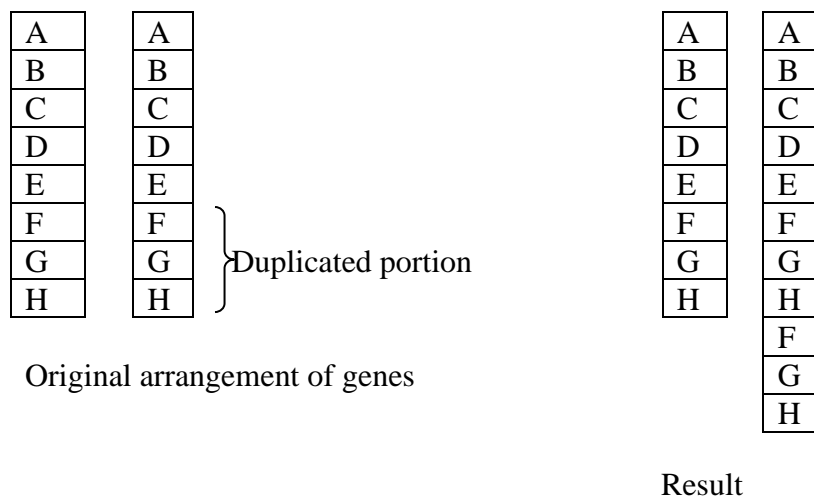 A A A A
B B B B
C C C C
D D D D
E E E E
F F F F
G G Duplicated portion G G
H H H H
F
Original arrangement of genes G
H
Result